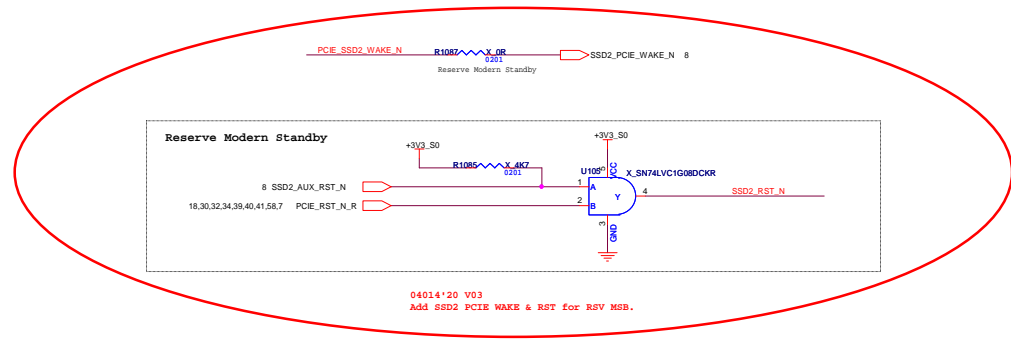 PCIE_SSD2_WAKE_N R1087 X_0R SSD2_PCIE_WAKE_N 8
0201
Reserve Modern Standby
Reserve Modern Standby
+3V3_S0 +3V3_S0
R1085 X_4K7
0201
U105 5 VCC X_SN74LVC1G08DCKR
8 SSD2_AUX_RST_N 1 A
Y 4 SSD2_RST_N
18,30,32,34,39,40,41,58,7 PCIE_RST_N_R 2 B
3 GND
04014'20 V03
Add SSD2 PCIE WAKE & RST for RSV MSB.